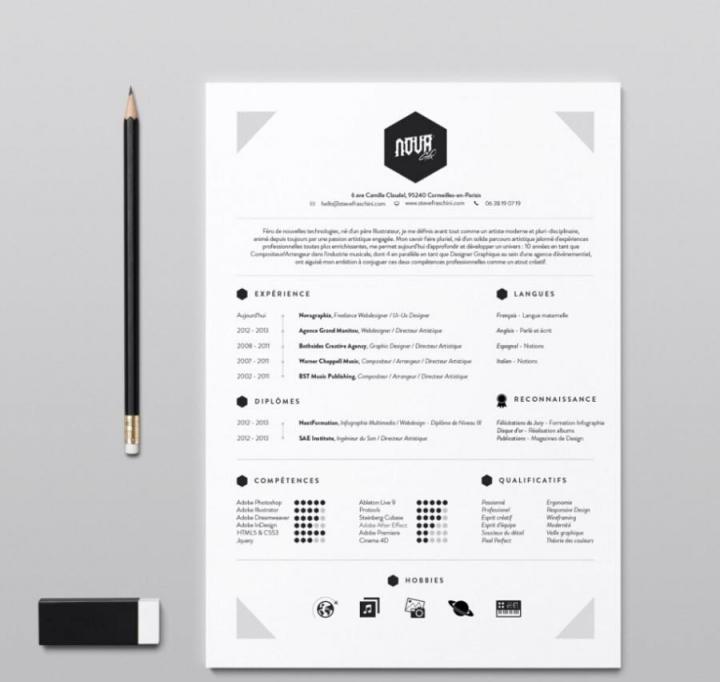 NOVA
6 ave Camille Claudel, 95240 Cormeilles-en-Parisis
hello@stevefraschini.com www.stevefraschini.com 06 28 19 07 19
Féru de nouvelles technologies, né d'un père Illustrateur, je me définis avant tout comme un artiste moderne et pluri-disciplinaire,
animé depuis toujours par une passion artistique engagée. Mon savoir faire pluriel, né d'un solide parcours artistique jalonné d'expériences
professionnelles toutes plus enrichissantes, me permet aujourd'hui d'approfondir et développer un univers : 10 années en tant que
Compositeur/Arrangeur dans l'industrie musicale, dont 4 en parallèle en tant que Designer Graphique au sein d'une agence d'évènementiel,
ont aiguisé mon ambition à conjuguer ces deux compétences professionnelles comme un atout créatif.
EXPÉRIENCE
Aujourd'hui Novagraphix, Freelance Webdesigner / UI-Ux Designer
2012 - 2013 Agence Grand Manitou, Webdesigner / Directeur Artistique
2008 - 2011 Bothsides Creative Agency, Graphic Designer / Directeur Artistique
2007 - 2011 Warner Chappell Music, Compositeur / Arrangeur / Directeur Artistique
2002 - 2011 BST Music Publishing, Compositeur / Arrangeur / Directeur Artistique
LANGUES
Français - Langue maternelle
Anglais - Parlé et écrit
Espagnol - Notions
Italien - Notions
DIPLÔMES
2012 - 2013 NextFormation, Infographie Multimédia / Webdesign - Diplôme de Niveau III
2012 - 2013 SAE Institute, Ingénieur du Son / Directeur Artistique
RECONNAISSANCE
Félicitations du Jury - Formation Infographie
Disque d'or - Réalisation albums
Publications - Magazines de Design
COMPÉTENCES
Adobe Photoshop
Adobe Illustrator
Adobe Dreamweaver
Adobe InDesign
HTML5 & CSS3
Jquery
Ableton Live 9
Protools
Steinberg Cubase
Adobe After Effect
Adobe Premiere
Cinema 4D
QUALIFICATIFS
Passionné
Professionel
Esprit créatif
Esprit d'équipe
Soucieux du détail
Pixel Perfect
Ergonomie
Responsive Design
Wireframing
Modernité
Veille graphique
Théorie des couleurs
HOBBIES